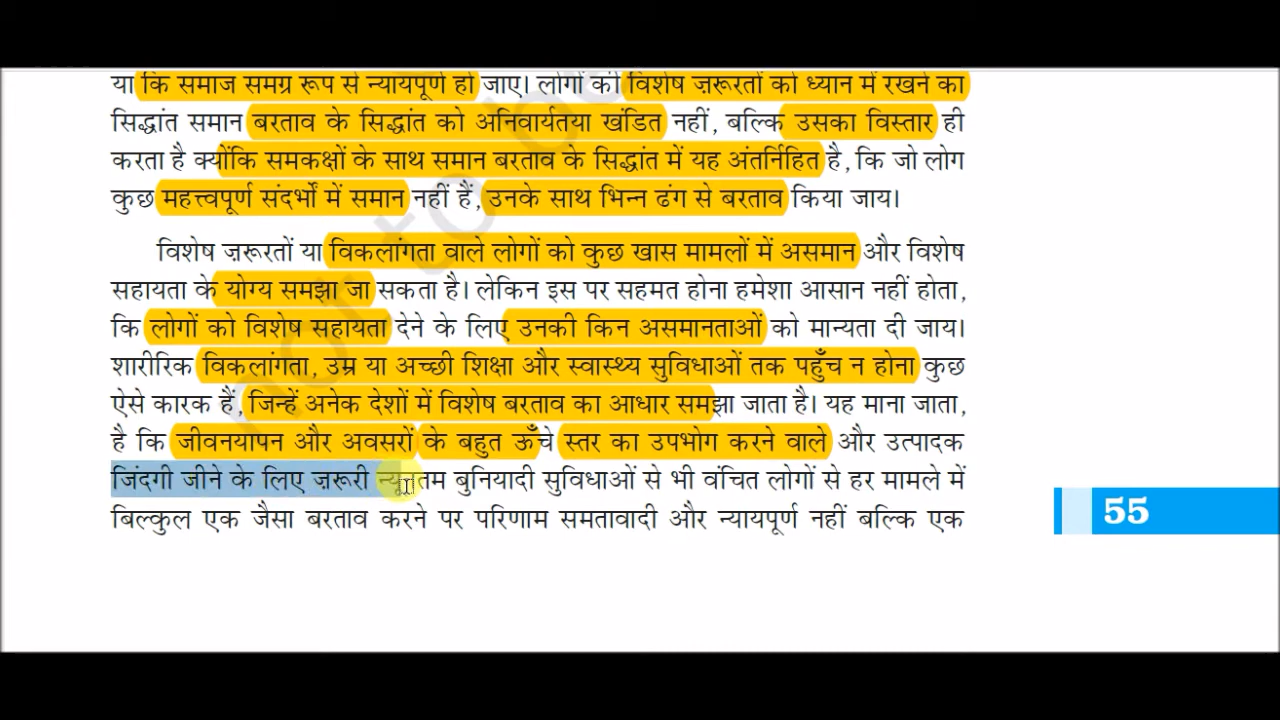 या कि समाज समग्र रूप से न्यायपूर्ण हो जाए। लोगों की विशेष ज़रूरतों को ध्यान में रखने का
सिद्धांत समान बरताव के सिद्धांत को अनिवार्यतया खंडित नहीं, बल्कि उसका विस्तार ही
करता है क्योंकि समकक्षों के साथ समान बरताव के सिद्धांत में यह अंतर्निहित है, कि जो लोग
कुछ महत्त्वपूर्ण संदर्भों में समान नहीं हैं, उनके साथ भिन्न ढंग से बरताव किया जाय।
विशेष ज़रूरतों या विकलांगता वाले लोगों को कुछ खास मामलों में असमान और विशेष
सहायता के योग्य समझा जा सकता है। लेकिन इस पर सहमत होना हमेशा आसान नहीं होता,
कि लोगों को विशेष सहायता देने के लिए उनकी किन असमानताओं को मान्यता दी जाय।
शारीरिक विकलांगता, उम्र या अच्छी शिक्षा और स्वास्थ्य सुविधाओं तक पहुँच न होना कुछ
ऐसे कारक हैं, जिन्हें अनेक देशों में विशेष बरताव का आधार समझा जाता है। यह माना जाता,
है कि जीवनयापन और अवसरों के बहुत ऊँचे स्तर का उपभोग करने वाले और उत्पादक
जिंदगी जीने के लिए ज़रूरी न्यूनतम बुनियादी सुविधाओं से भी वंचित लोगों से हर मामले में
बिल्कुल एक जैसा बरताव करने पर परिणाम समतावादी और न्यायपूर्ण नहीं बल्कि एक
55
not to be